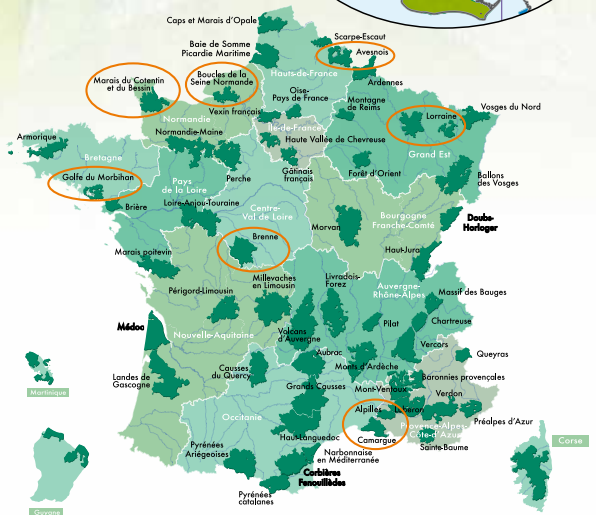 Caps et Marais d'Opale
Scarpe-Escaut
Baie de Somme
Picardie Maritime
Avesnois
Hauts-de-France
Marais du Cotentin
et du Bessin
Boucles de la
Seine Normande
Oise-
Pays de France
Ardennes
Montagne
de Reims
Vosges du Nord
Lorraine
Vexin français
Normandie
Île-de-France
Armorique
Normandie-Maine
Haute Vallée de Chevreuse
Grand Est
Bretagne
Golfe du Morbihan
Pays
de la Loire
Perche
Gâtinais
français
Forêt d'Orient
Ballons
des Vosges
Brière
Loire-Anjou-Touraine
Centre-
Val de Loire
Bourgogne
Franche-Comté
Doubs-
Horloger
Morvan
Brenne
Marais poitevin
Haut-Jura
Millevaches
en Limousin
Livradois-
Forez
Auvergne-
Rhône-Alpes
Massif des Bauges
Périgord-Limousin
Médoc
Nouvelle-Aquitaine
Volcans
d'Auvergne
Pilat
Chartreuse
Vercors
Queyras
Aubrac
Monts d'Ardèche
Landes de
Gascogne
Causses
du Quercy
Baronnies provençales
Martinique
Grands Causses
Mont-Ventoux
Verdon
Alpilles
Luberon
Occitanie
Provence-Alpes-
Côte-d'Azur
Préalpes d'Azur
Haut-Languedoc
Camargue
Sainte-Baume
Corse
Pyrénées
Ariégeoises
Narbonnaise
en Méditerranée
Corbières
Fenouillèdes
Pyrénées
catalanes
Guyane